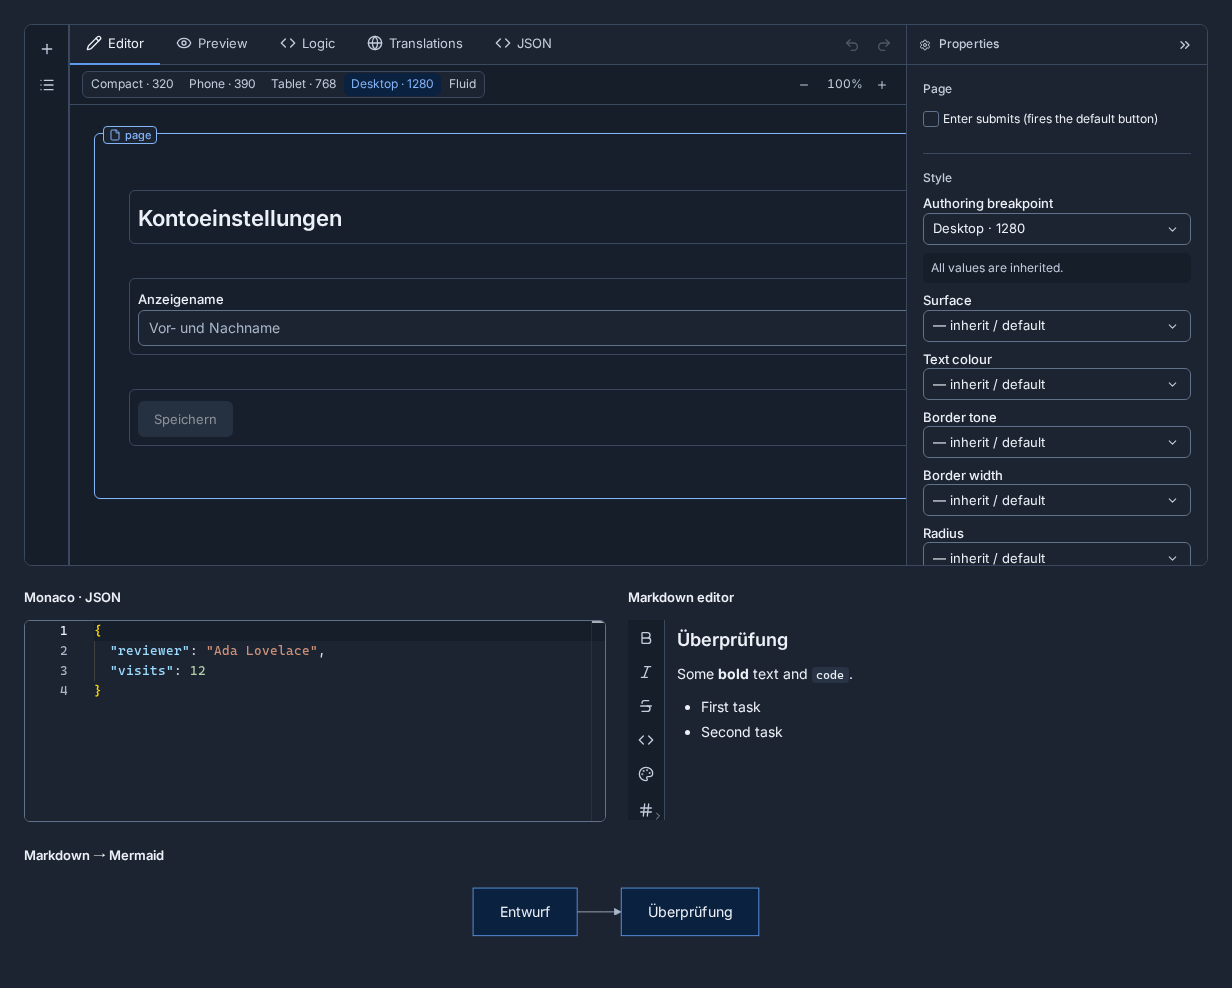 Editor Preview Logic Translations JSON
Properties
Compact · 320 Phone · 390 Tablet · 768 Desktop · 1280 Fluid
100%
page
Kontoeinstellungen
Anzeigename
Vor- und Nachname
Speichern
Page
Enter submits (fires the default button)
Style
Authoring breakpoint
Desktop · 1280
All values are inherited.
Surface
— inherit / default
Text colour
— inherit / default
Border tone
— inherit / default
Border width
— inherit / default
Radius
— inherit / default
Monaco · JSON
1 {
2 "reviewer": "Ada Lovelace",
3 "visits": 12
4 }
Markdown editor
Überprüfung
Some bold text and code.
• First task
• Second task
Markdown → Mermaid
Entwurf
Überprüfung